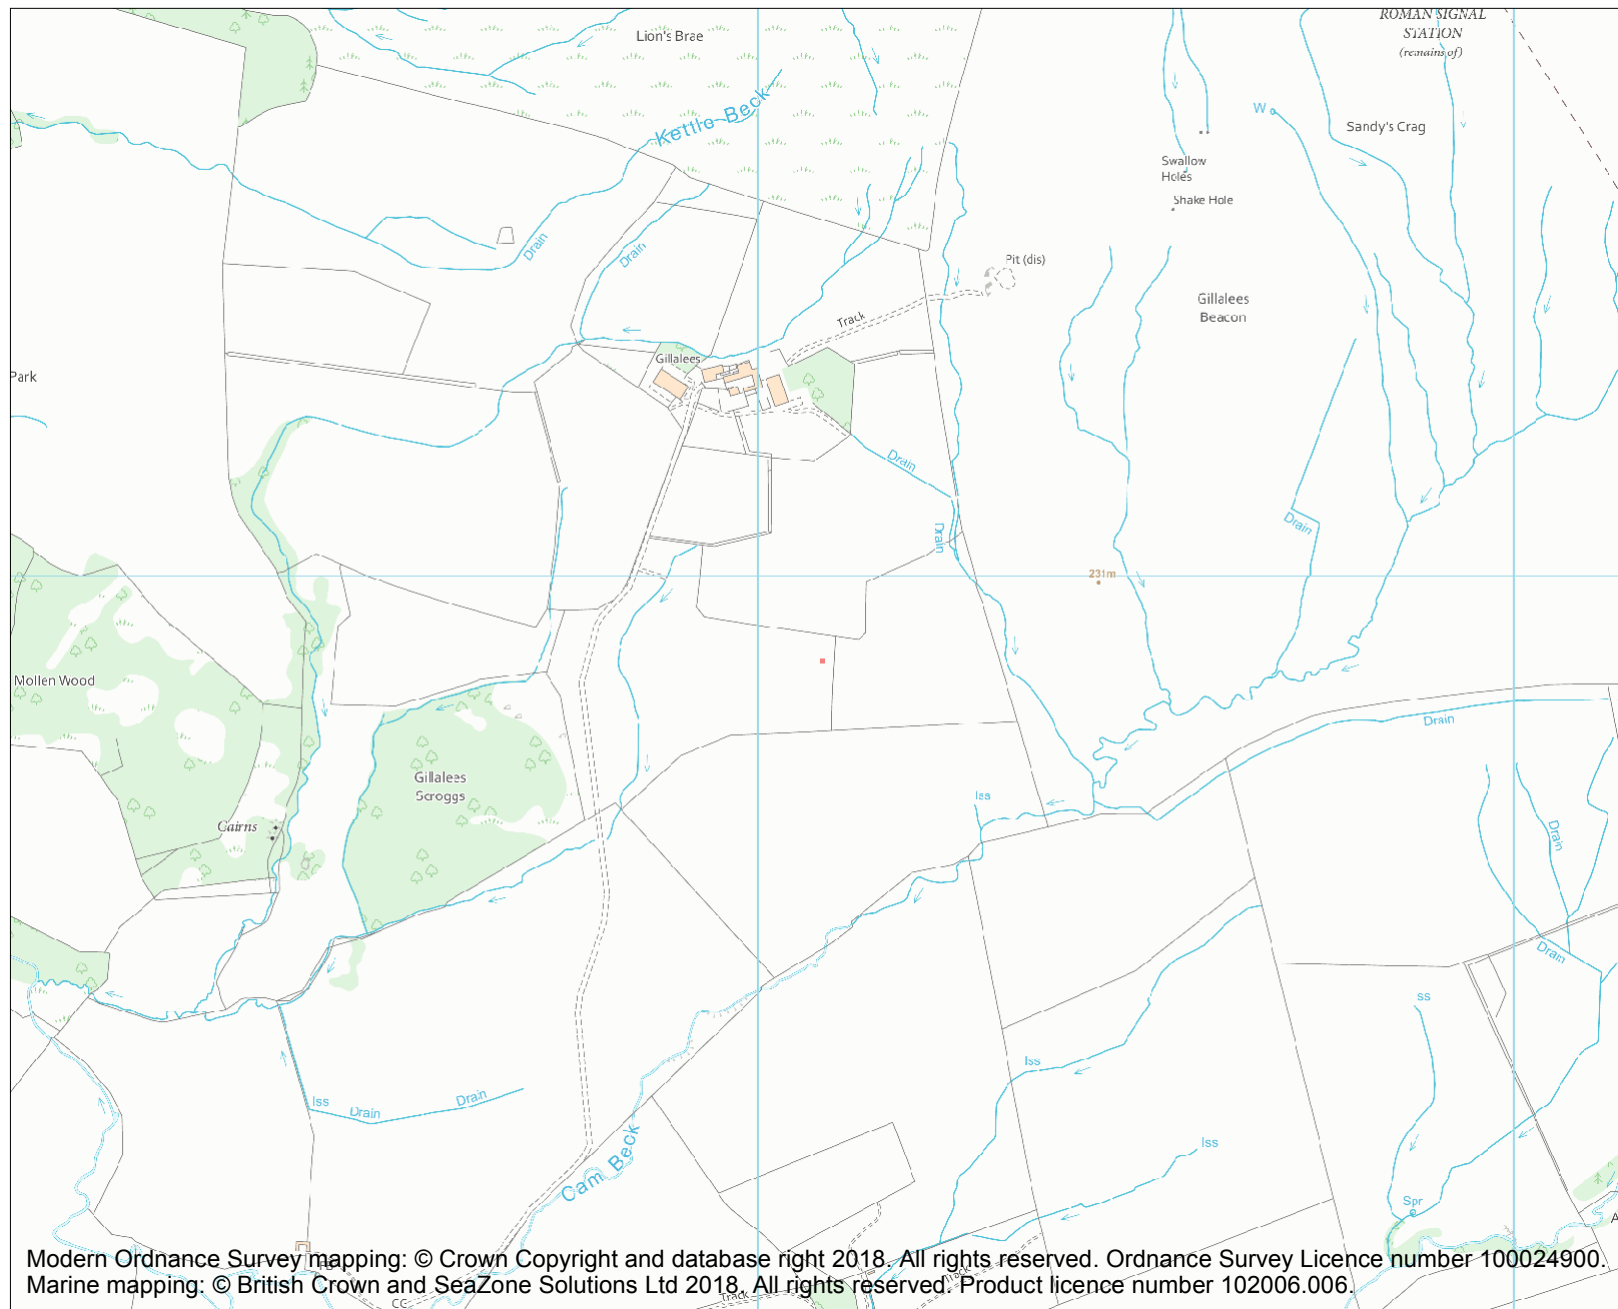 ROMAN SIGNAL
STATION
(remains of)
Lion's Brae
Kettle Beck
W
Sandy's Crag
Swallow
Holes
Shake Hole
Drain
Drain
Pit (dis)
Gillalees
Beacon
Track
Gillalees
Park
Drain
Drain
Drain
231m
Mollen Wood
Drain
Gillalees
Scroggs
Iss
Cairns
Drain
Drain
Iss
Iss
Drain
Drain
Iss
Cam Beck
Spr
ss
A
Modern Ordnance Survey mapping: © Crown Copyright and database right 2018. All rights reserved. Ordnance Survey Licence number 100024900.
Marine mapping: © British Crown and SeaZone Solutions Ltd 2018. All rights reserved. Product licence number 102006.006.
Track
Track
CG